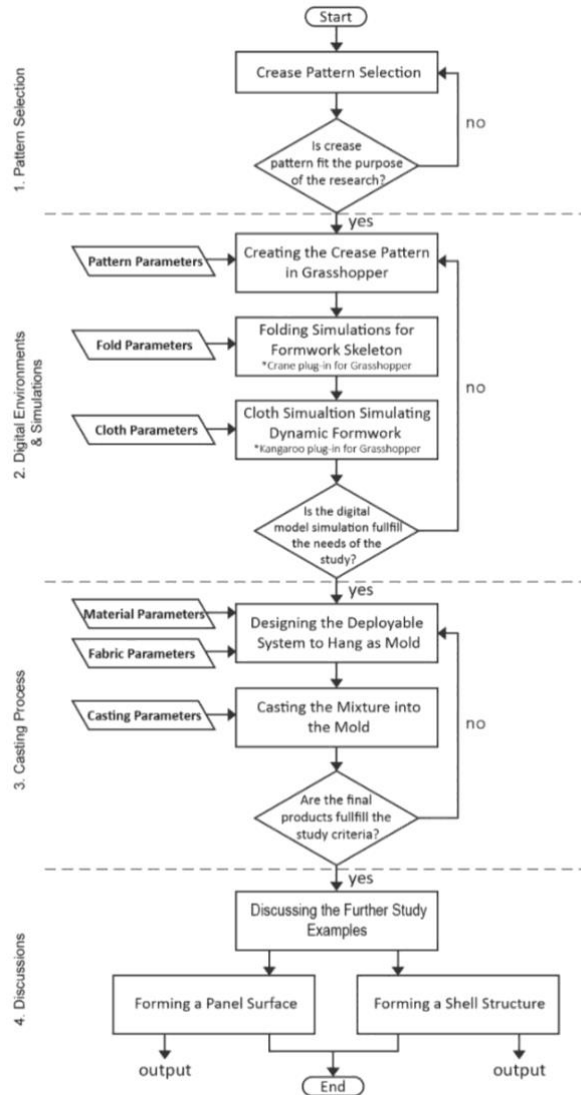 Start
1. Pattern Selection
Crease Pattern Selection
no
Is crease
pattern fit the purpose
of the research?
yes
2. Digital Environments
& Simulations
Pattern Parameters
Creating the Crease Pattern
in Grasshopper
Fold Parameters
Folding Simulations for
Formwork Skeleton
*Crane plug-in for Grasshopper
no
Cloth Parameters
Cloth Simualtion Simulating
Dynamic Formwork
*Kangaroo plug-in for Grasshopper
Is the digital
model simulation fullfill
the needs of the
study?
yes
3. Casting Process
Material Parameters
Fabric Parameters
Designing the Deployable
System to Hang as Mold
Casting Parameters
Casting the Mixture into
the Mold
no
Are the final
products fullfill the
study criteria?
yes
4. Discussions
Discussing the Further Study
Examples
Forming a Panel Surface
Forming a Shell Structure
output
output
End